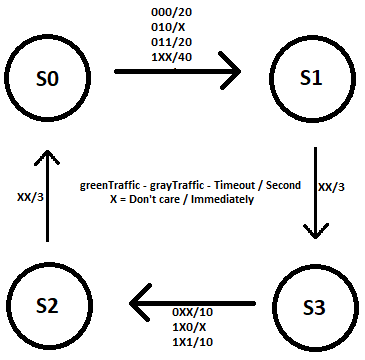 000/20
010/X
011/20
1XX/40
S0
S1
greenTraffic - grayTraffic - Timeout / Second
X = Don't care / Immediately
XX/3
XX/3
S2
S3
0XX/10
1X0/X
1X1/10